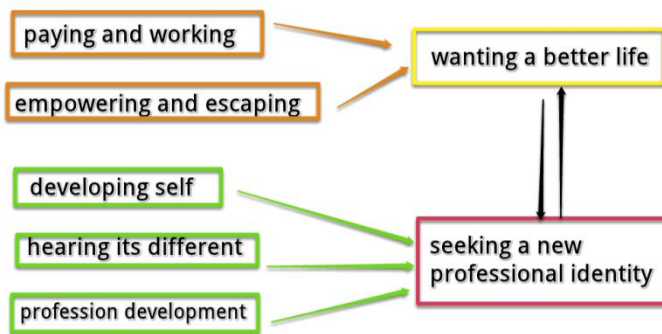 paying and working
wanting a better life
empowering and escaping
developing self
hearing its different
seeking a new
professional identity
profession development